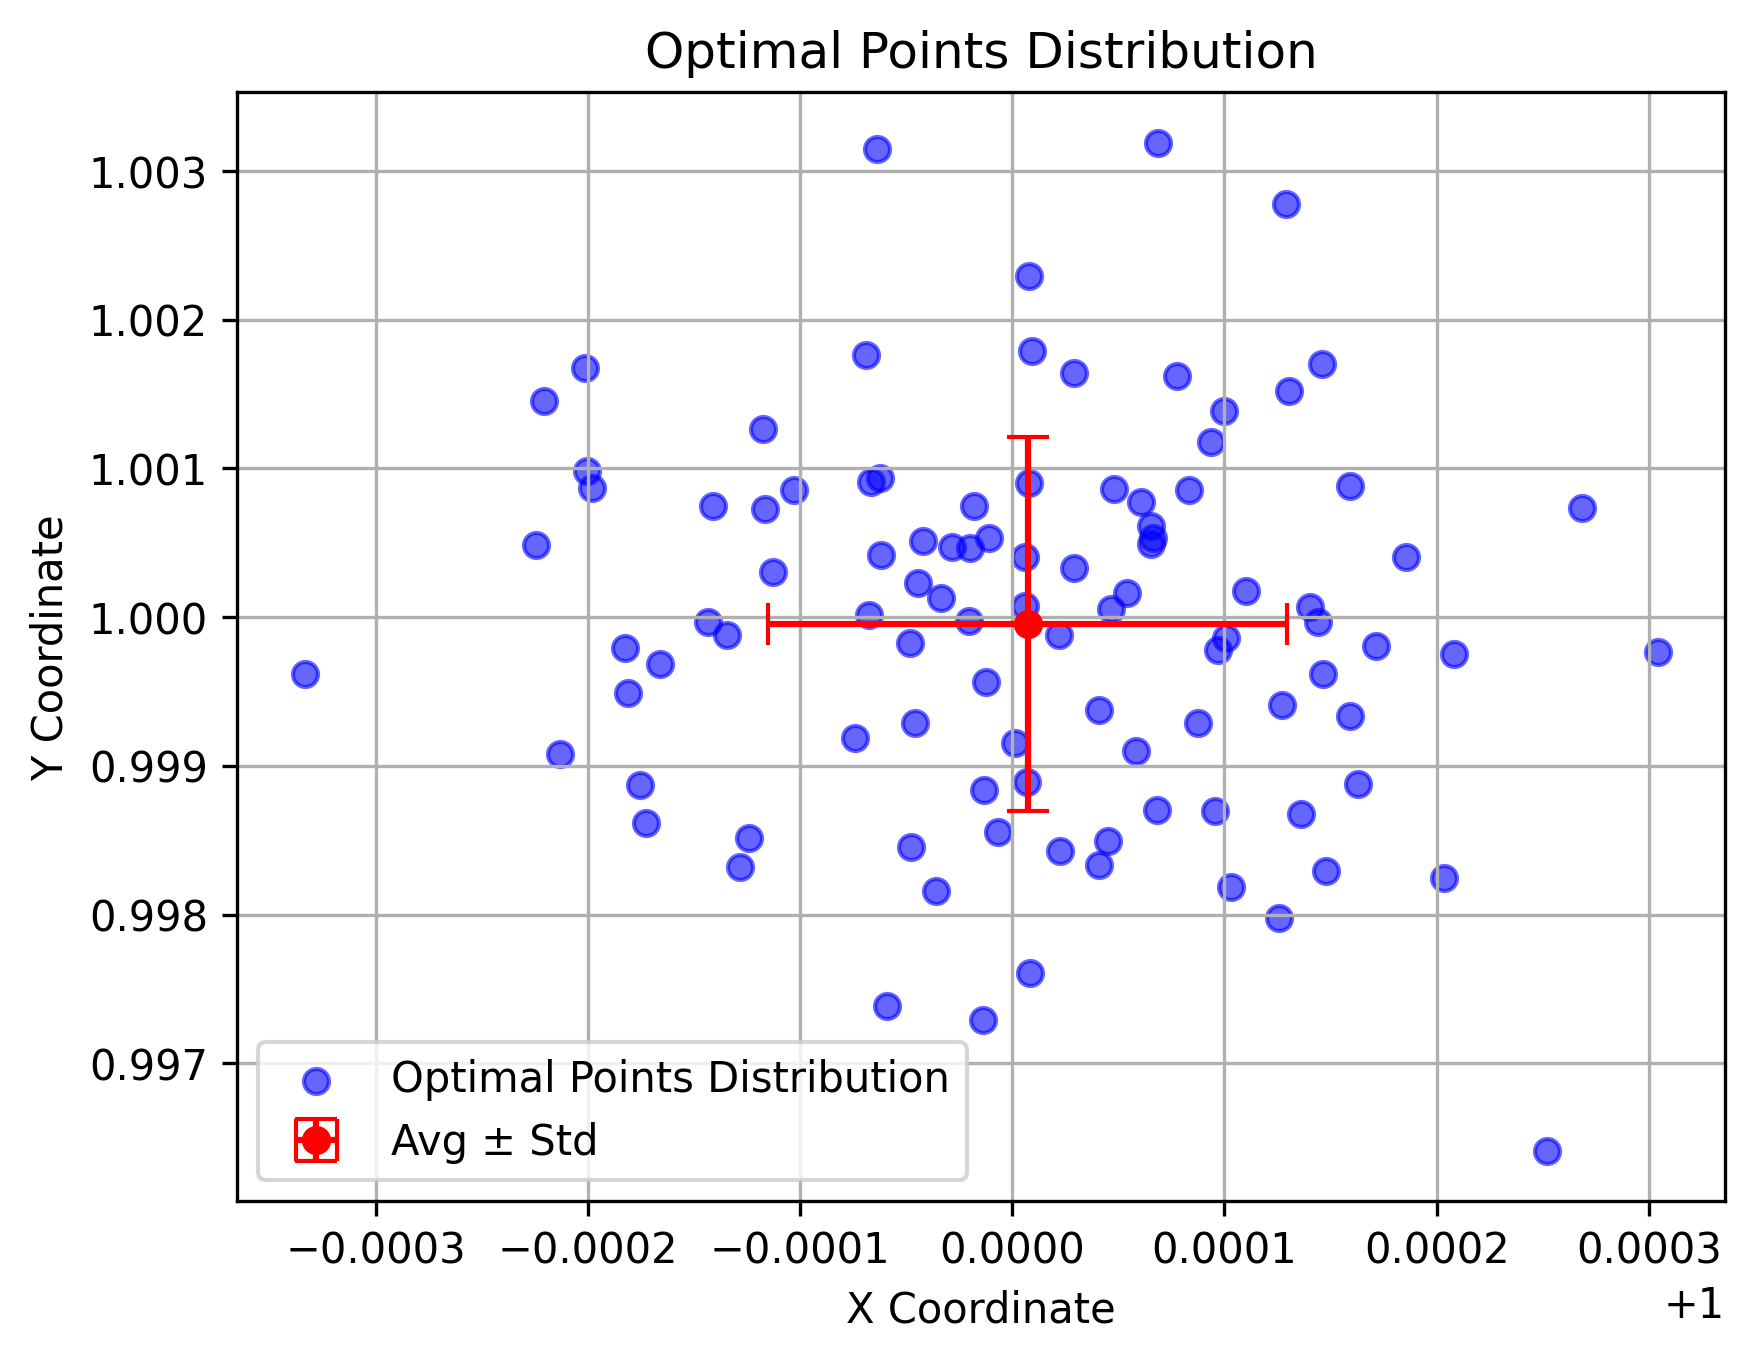 Optimal Points Distribution
1.003
1.002
1.001
1.000
0.999
0.998
0.997
Y Coordinate
Optimal Points Distribution
Avg ± Std
−0.0003 −0.0002 −0.0001 0.0000 0.0001 0.0002 0.0003
X Coordinate
+1